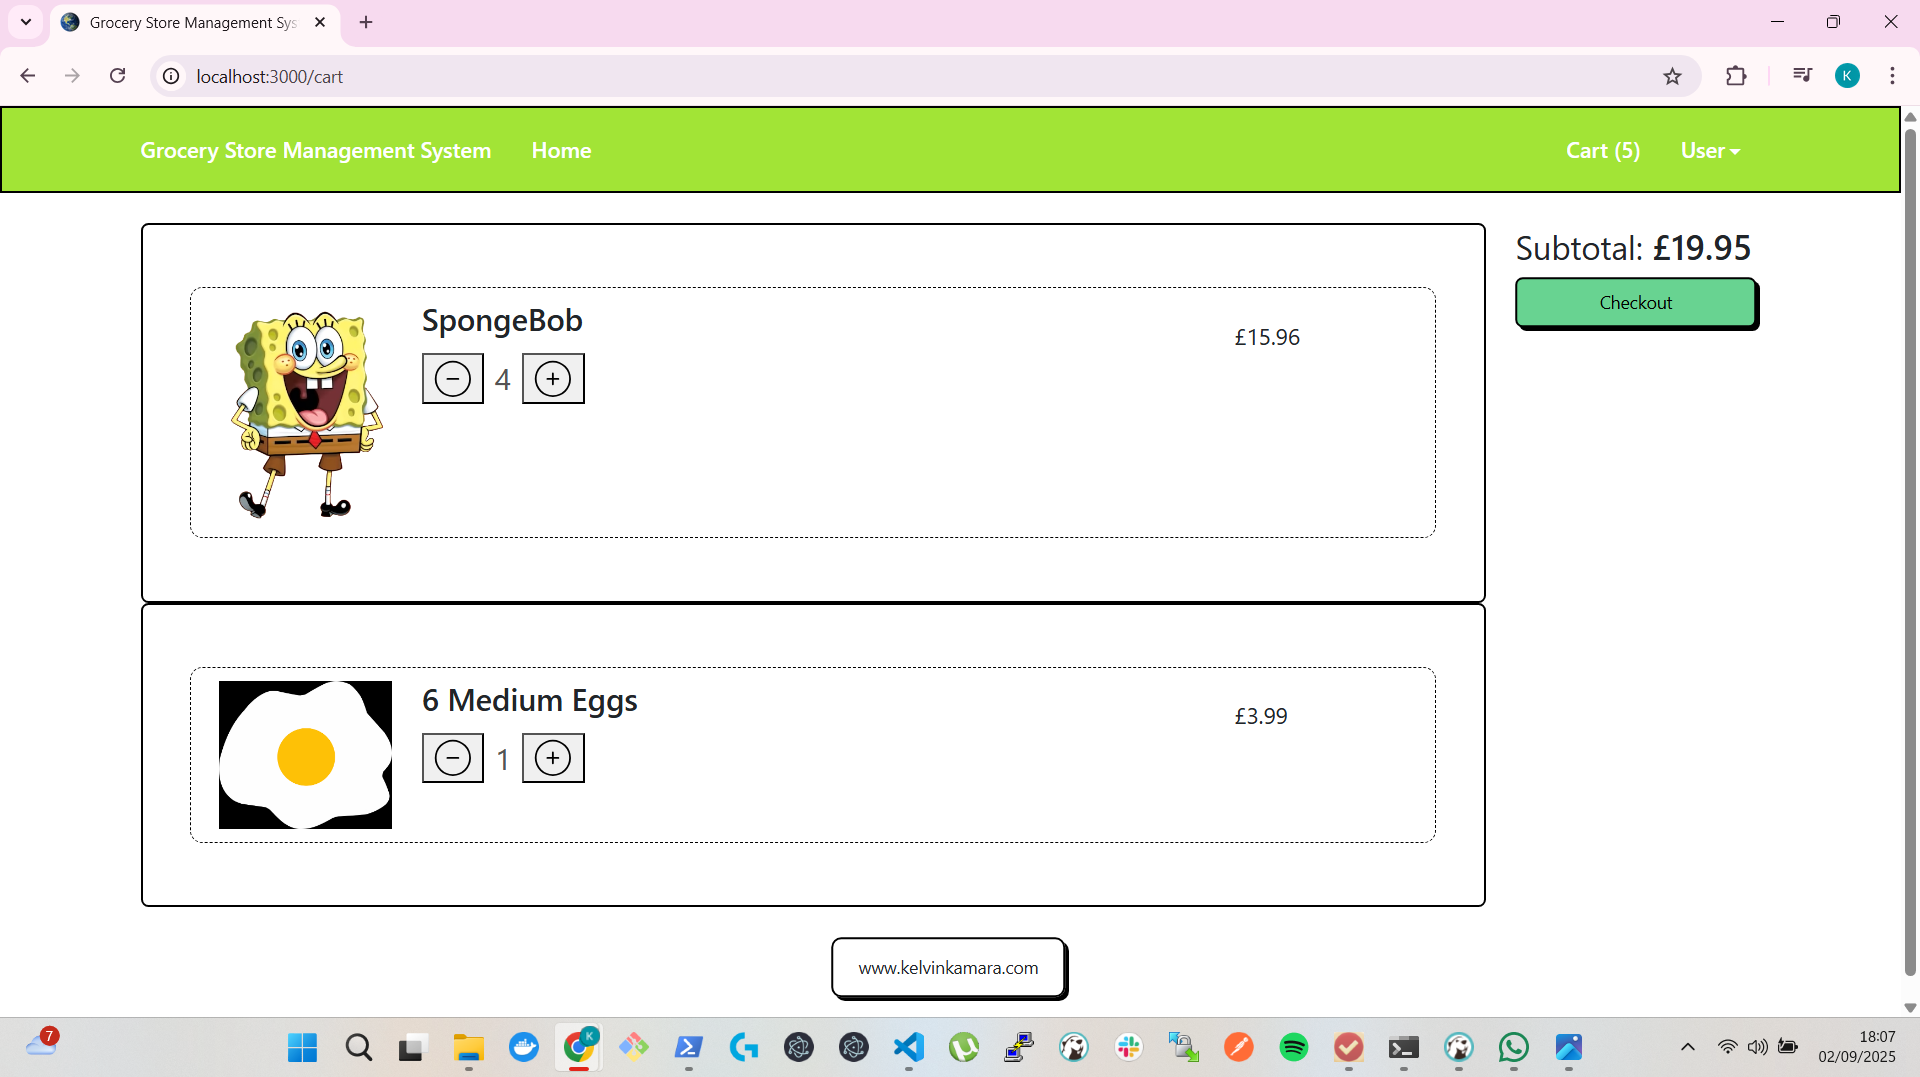 Grocery Store Management Sys
localhost:3000/cart
K
Grocery Store Management System
Home
Cart (5)
User
SpongeBob
4
£15.96
Subtotal: £19.95
Checkout
6 Medium Eggs
1
£3.99
www.kelvinkamara.com
7
K
18:07
02/09/2025